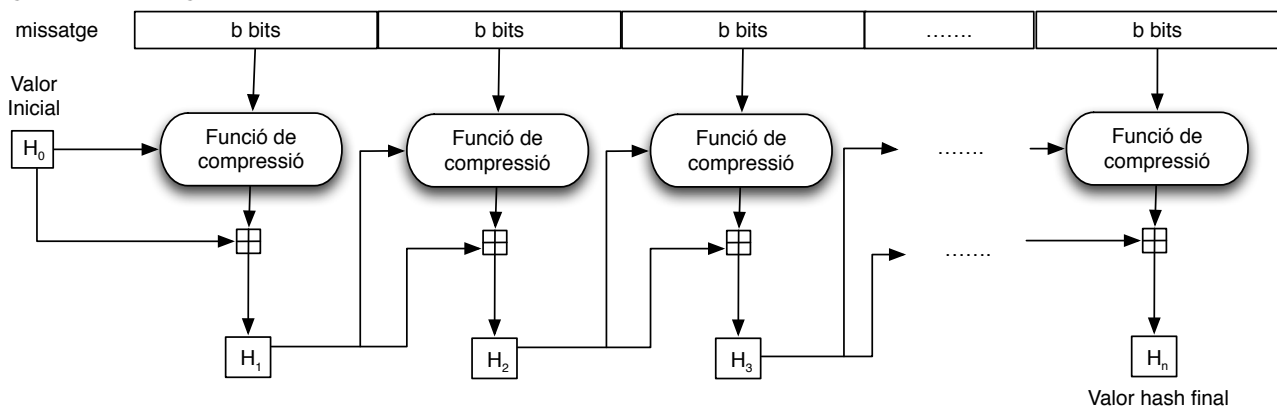 missatge b bits b bits b bits ....... b bits
Valor
Inicial
H₀
Funció de
compressió
Funció de
compressió
Funció de
compressió
.......
Funció de
compressió
.......
H₁
H₂
H₃
Hₙ
Valor hash final